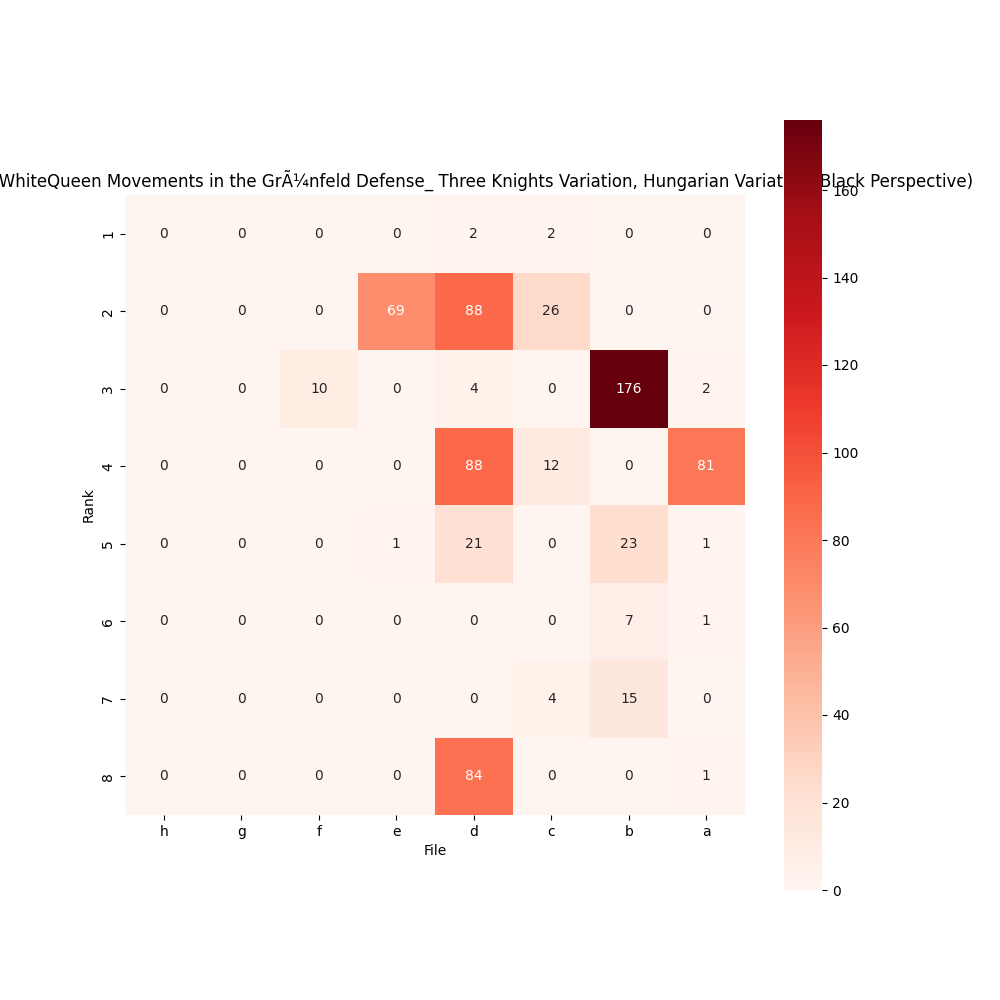 WhiteQueen Movements in the GrÃ¼nfeld Defense_ Three Knights Variation, Hungarian Variat Black Perspective)
160
1 0 0 0 0 2 2 0 0
140
2 0 0 0 69 88 26 0 0
120
3 0 0 10 0 4 0 176 2
100
4 0 0 0 0 88 12 0 81
Rank
80
5 0 0 0 1 21 0 23 1
60
6 0 0 0 0 0 0 7 1
40
7 0 0 0 0 0 4 15 0
20
8 0 0 0 0 84 0 0 1
h g f e d c b a
File
0